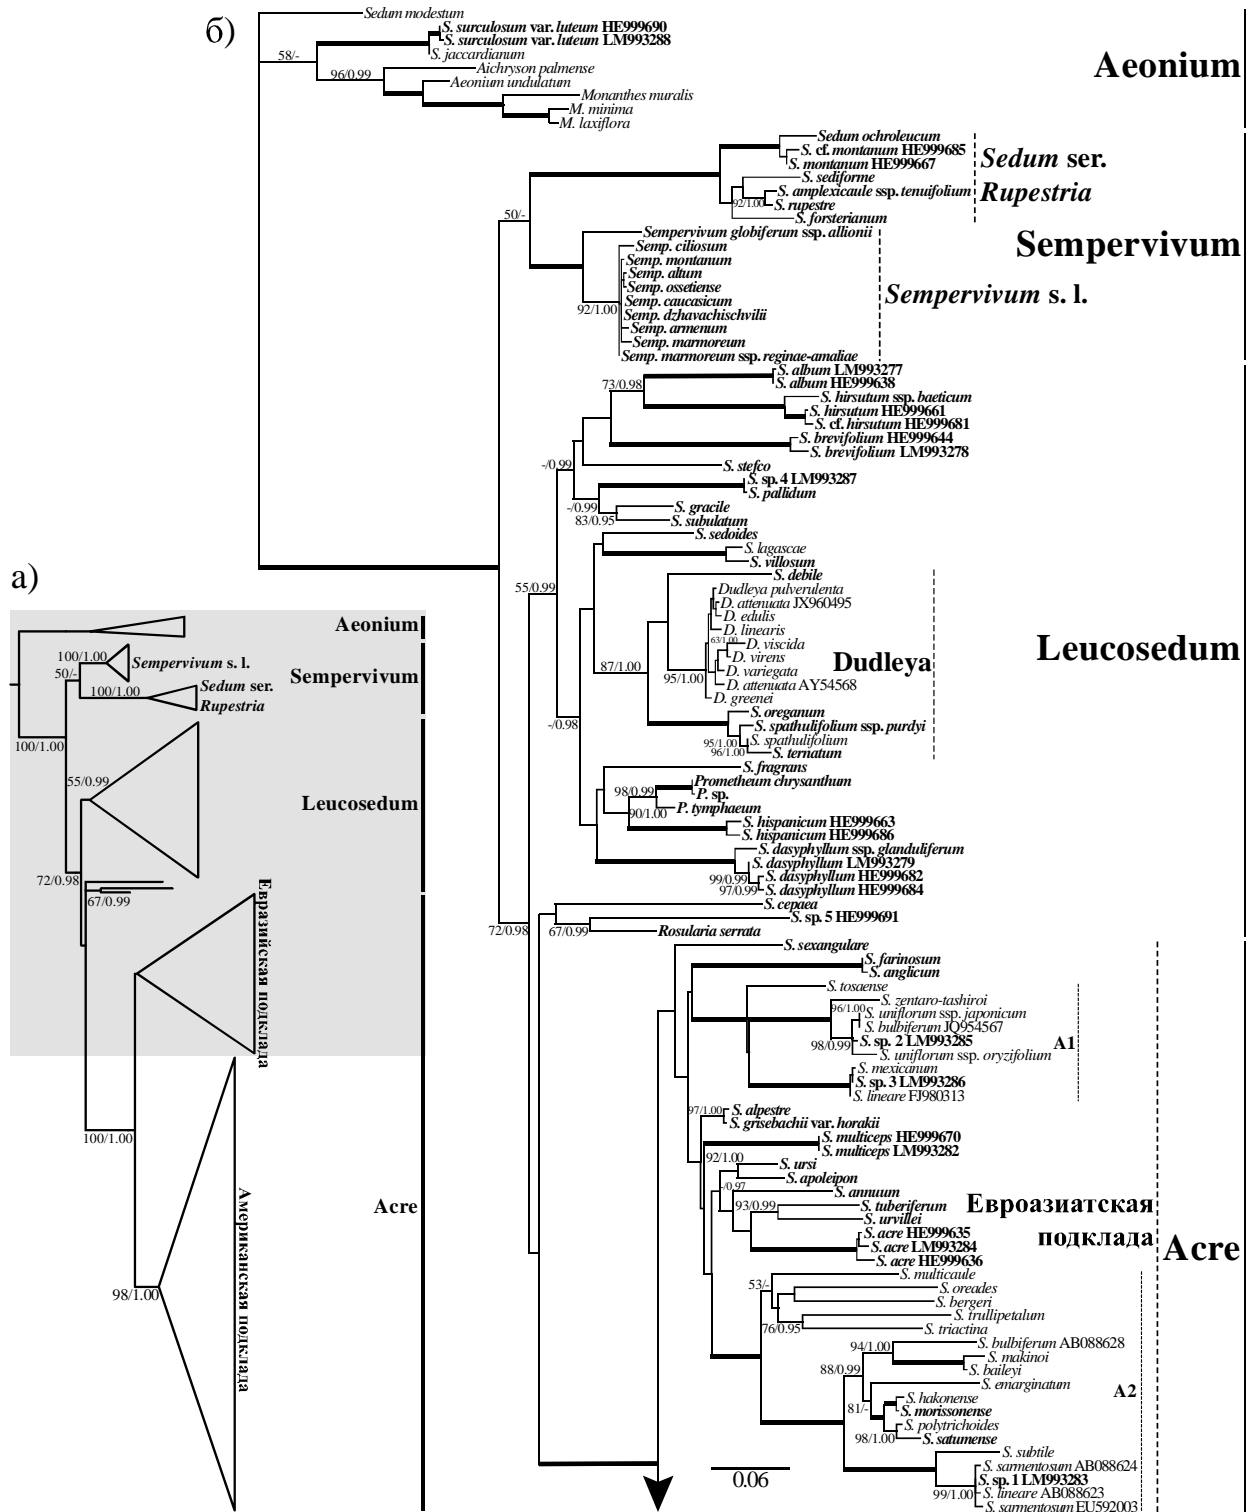 б)
Sedum modestum
S. surculosum var. luteum HE999690
S. surculosum var. luteum LM993288
S. jaccardianum
58/-
96/0.99
Aichryson palmense
Aeonium undulatum
Monanthes muralis
M. minima
M. laxiflora
Aeonium
Sedum ochroleucum
S. cf. montanum HE999685
S. montanum HE999667
S. sediforme
S. amplexicaule ssp. tenuifolium
92/1.00
S. rupestre
S. forsterianum
Sedum ser.
Rupestria
50/-
Sempervivum globiferum ssp. allionii
Semp. ciliosum
Semp. montanum
Semp. altum
Semp. ossetiense
Semp. caucasicum
92/1.00
Semp. dzhavachischvilii
Semp. armenum
Semp. marmoreum
Semp. marmoreum ssp. reginae-amaliae
Sempervivum s. l.
Sempervivum
S. album LM993277
73/0.98
S. album HE999638
S. hirsutum ssp. baeticum
S. hirsutum HE999661
S. cf. hirsutum HE999681
S. brevifolium HE999644
S. brevifolium LM993278
-/0.99
S. stefco
S. sp. 4 LM993287
S. pallidum
-/0.99
S. gracile
83/0.95
S. subulatum
S. sedoides
S. lagascae
S. villosum
55/0.99
S. debile
Dudleya pulverulenta
D. attenuata JX960495
D. edulis
D. linearis
63/1.00
D. viscida
D. virens
87/1.00
D. variegata
95/1.00
D. attenuata AY54568
D. greenei
Dudleya
Leucosedum
S. oreganum
S. spathulifolium ssp. purdyi
-/0.98
95/1.00
S. spathulifolium
96/1.00
S. ternatum
S. fragrans
Prometheum chrysanthum
98/0.99
P. sp.
P. tymphaeum
90/1.00
S. hispanicum HE999663
S. hispanicum HE999686
S. dasyphyllum ssp. glanduliferum
S. dasyphyllum LM993279
99/0.99
S. dasyphyllum HE999682
97/0.99
S. dasyphyllum HE999684
S. cepaea
S. sp. 5 HE999691
72/0.98
67/0.99
Rosularia serrata
S. sexangulare
S. farinosum
S. anglicum
S. tosaense
S. zentaro-tashiroi
96/1.00
S. uniflorum ssp. japonicum
S. bulbiferum JQ954567
S. sp. 2 LM993285
98/0.99
S. uniflorum ssp. oryzifolium
A1
S. mexicanum
S. sp. 3 LM993286
S. lineare FJ980313
97/1.00
S. alpestre
S. grisebachii var. horakii
S. multiceps HE999670
S. multiceps LM993282
92/1.00
S. ursi
S. apoleipon
-/0.97
S. annuum
93/0.99
S. tuberiferum
S. urvillei
S. acre HE999635
S. acre LM993284
S. acre HE999636
Евроазиатская
подклада
Acre
S. multicaule
53/-
S. oreades
S. bergeri
S. trullipetalum
76/0.95
S. triactina
94/1.00
S. bulbiferum AB088628
S. makinoi
88/0.99
S. baileyi
S. emarginatum
A2
S. hakonense
81/-
S. morissonense
S. polytrichoides
98/1.00
S. satumense
S. subtile
S. sarmentosum AB088624
S. sp. 1 LM993283
99/1.00
S. lineare AB088623
S. sarmentosum EU592003
0.06
а)
Aeonium
100/1.00
Sempervivum s. l.
50/-
Sempervivum
100/1.00
Sedum ser.
Rupestria
100/1.00
55/0.99
Leucosedum
72/0.98
67/0.99
Евразийская подклада
100/1.00
Acre
98/1.00
Американская подклада